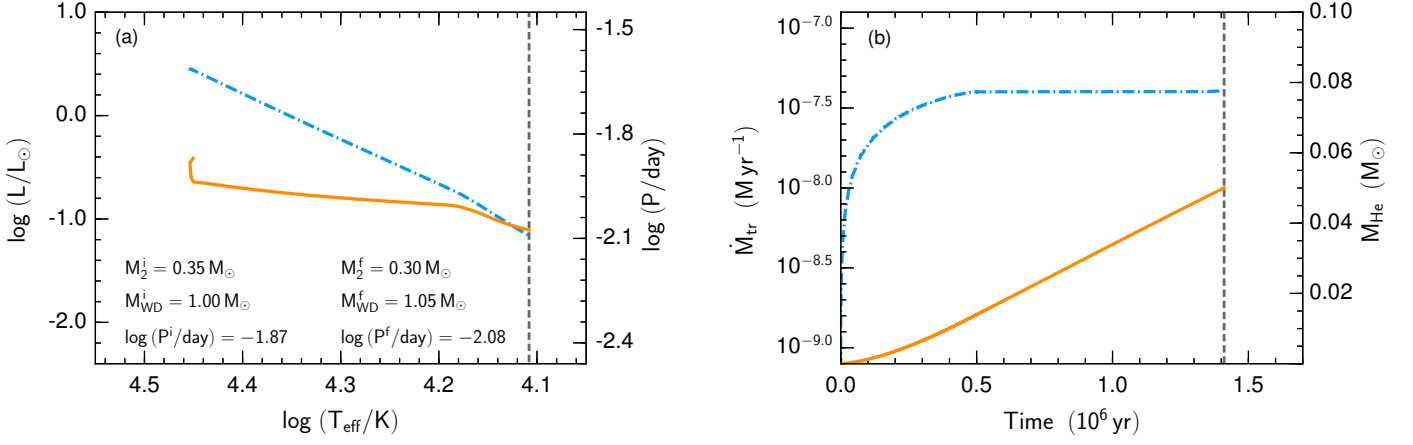 (a)
log (L/L⊙)
1.0
0.0
-1.0
-2.0
M₂ⁱ = 0.35 M⊙
M₂ᶠ = 0.30 M⊙
Mⁱ_WD = 1.00 M⊙
Mᶠ_WD = 1.05 M⊙
log (Pⁱ/day) = −1.87
log (Pᶠ/day) = −2.08
4.5
4.4
4.3
4.2
4.1
log (T_eff/K)
-1.5
-1.8
-2.1
-2.4
log (P/day)
(b)
Ṁ_tr (M yr⁻¹)
10^−7.0
10^−7.5
10^−8.0
10^−8.5
10^−9.0
0.0
0.5
1.0
1.5
Time (10⁶ yr)
0.10
0.08
0.06
0.04
0.02
M_He (M⊙)